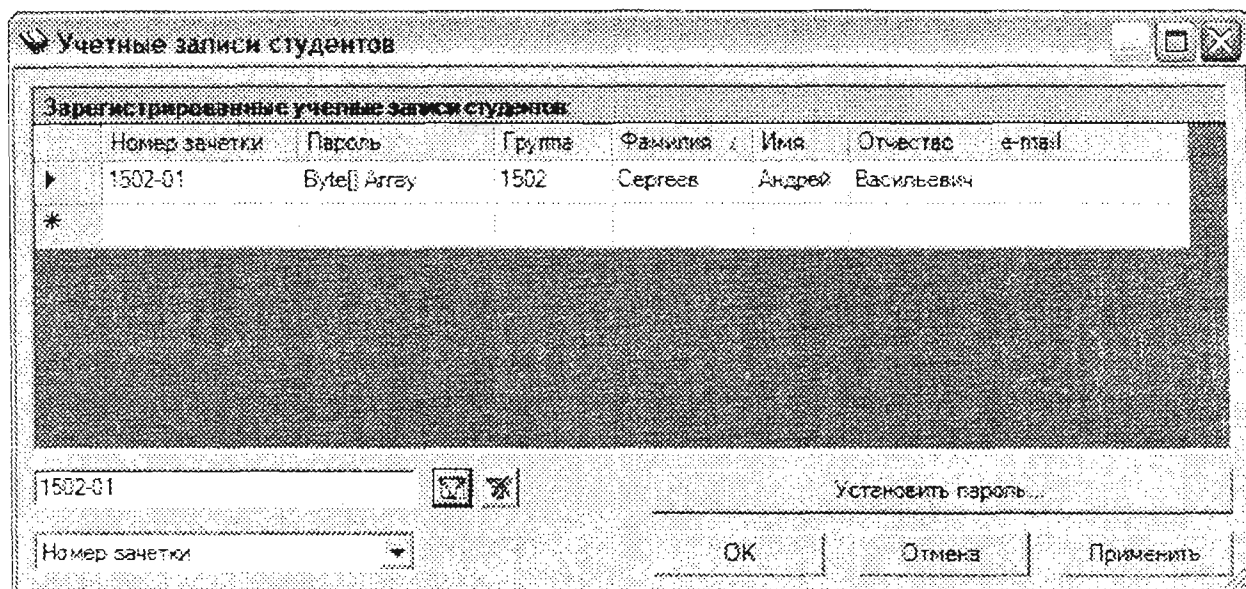 Учетные записи студентов
Зарегистрированные учетные записи студентов
Номер зачетки Пароль Группа Фамилия Имя Отчество e-mail
1502-01 Byte[] Array 1502 Сергеев Андрей Васильевич
1502-01
Установить пароль...
Номер зачетки
OK Отмена Применить